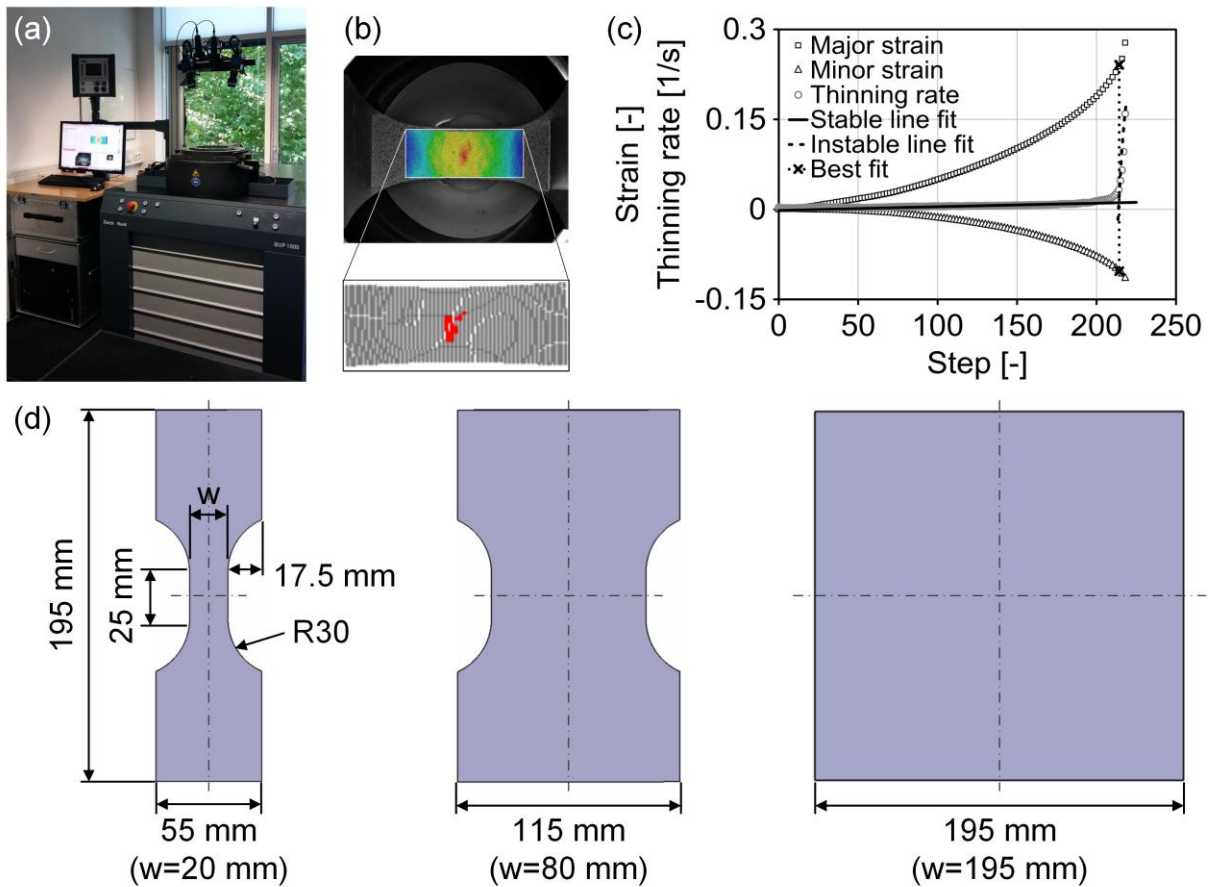 (a)
BUP 1000
(b)
(c)
Strain [-]
Thinning rate [1/s]
0.3
0.15
0
-0.15
Major strain
Minor strain
Thinning rate
Stable line fit
Instable line fit
Best fit
0 50 100 150 200 250
Step [-]
(d)
195 mm
25 mm
w
17.5 mm
R30
55 mm
(w=20 mm)
115 mm
(w=80 mm)
195 mm
(w=195 mm)